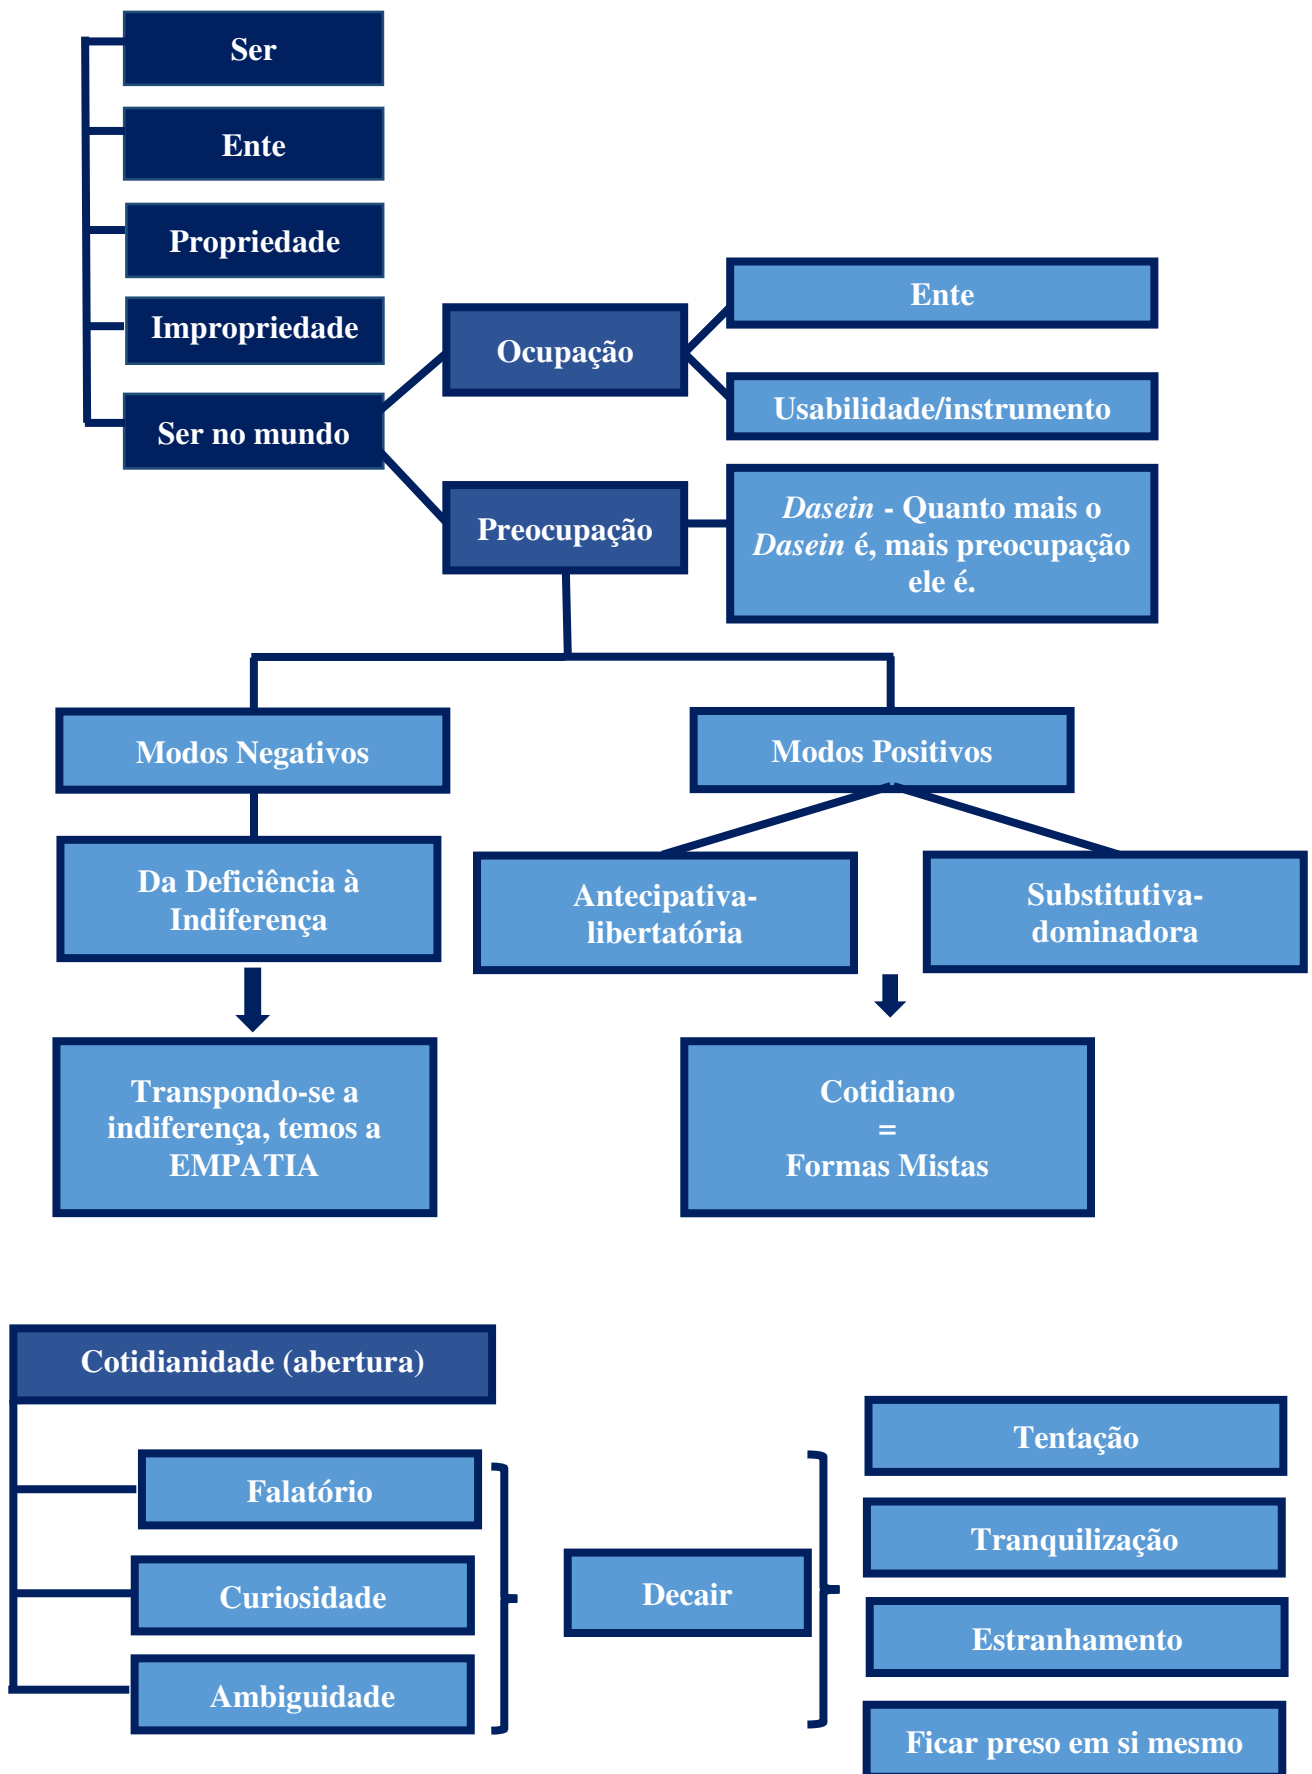 Ser
Ente
Propriedade
Impropriedade
Ser no mundo
Ocupação
Ente
Usabilidade/instrumento
Preocupação
Dasein - Quanto mais o
Dasein é, mais preocupação
ele é.
Modos Negativos
Modos Positivos
Da Deficiência à
Indiferença
Antecipativa-
libertatória
Substitutiva-
dominadora
Transpondo-se a
indiferença, temos a
EMPATIA
Cotidiano
=
Formas Mistas
Cotidianidade (abertura)
Falatório
Curiosidade
Ambiguidade
Decair
Tentação
Tranquilização
Estranhamento
Ficar preso em si mesmo